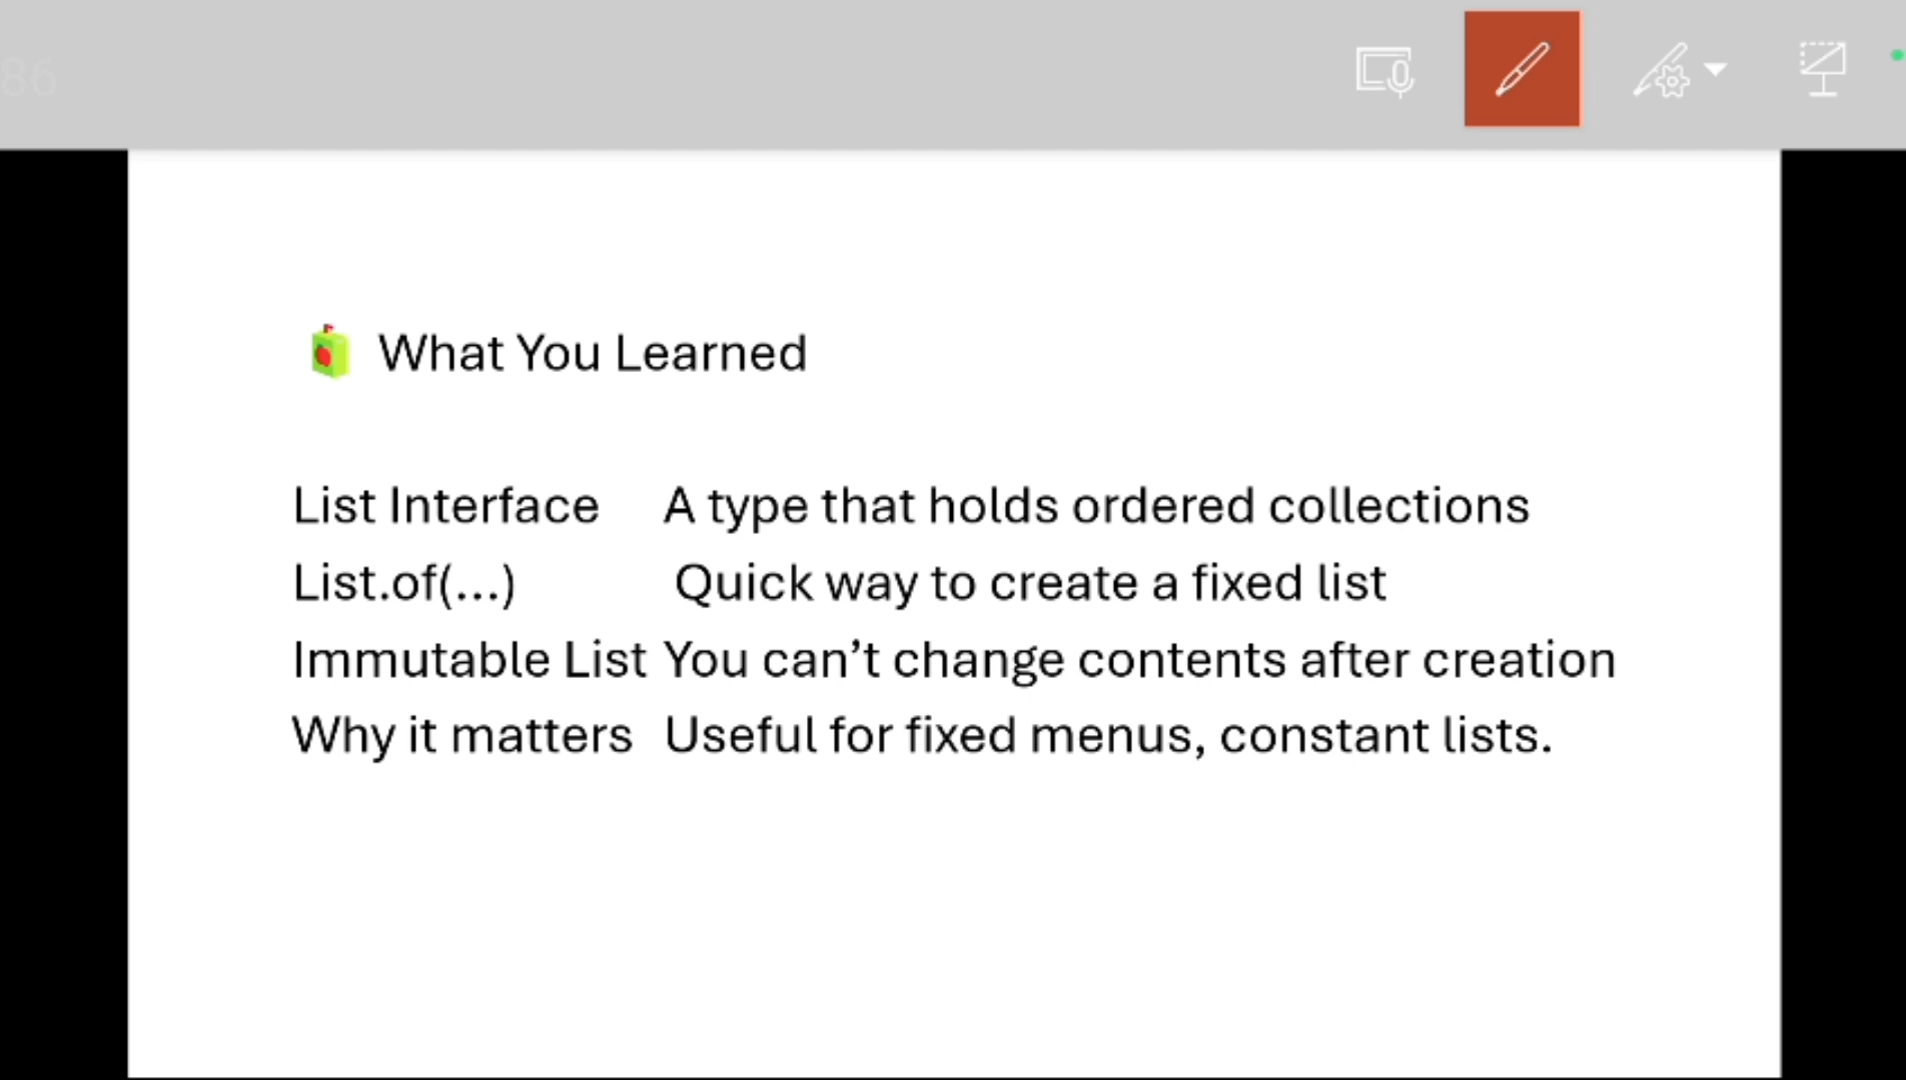 86
What You Learned
List Interface A type that holds ordered collections
List.of(...) Quick way to create a fixed list
Immutable List You can’t change contents after creation
Why it matters Useful for fixed menus, constant lists.